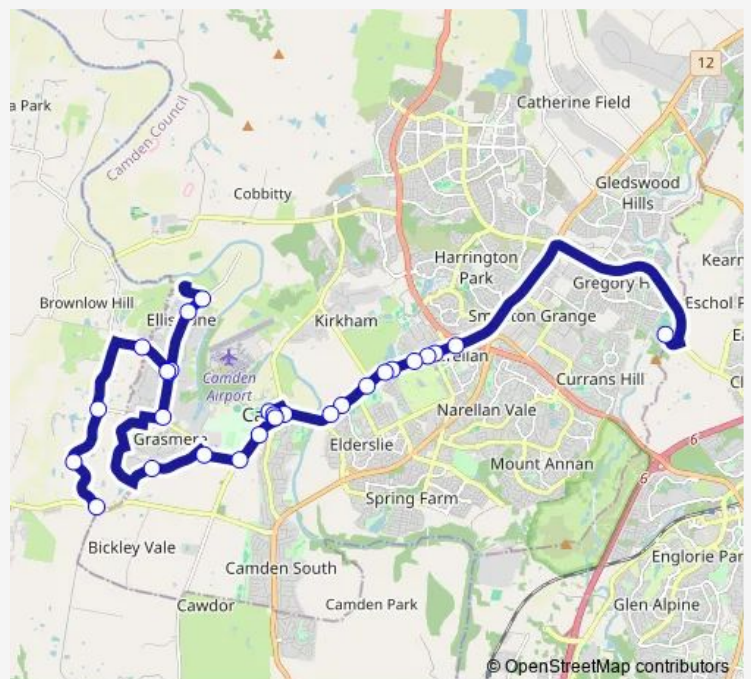 12
a Park
Catherine Field
Camden Council
Cobbitty
Gledswood
Hills
Harrington
Park
Kearn
Brownlow Hill
Gregory H
Eschol P
Kirkham
Camden
Airport
Currans Hill
Grasmere
Narellan Vale
Elderslie
Mount Annan
6
6
Spring Farm
Bickley Vale
Englorie Par
Camden South
Cawdor
Camden Park
Glen Alpine
© OpenStreetMap contributors